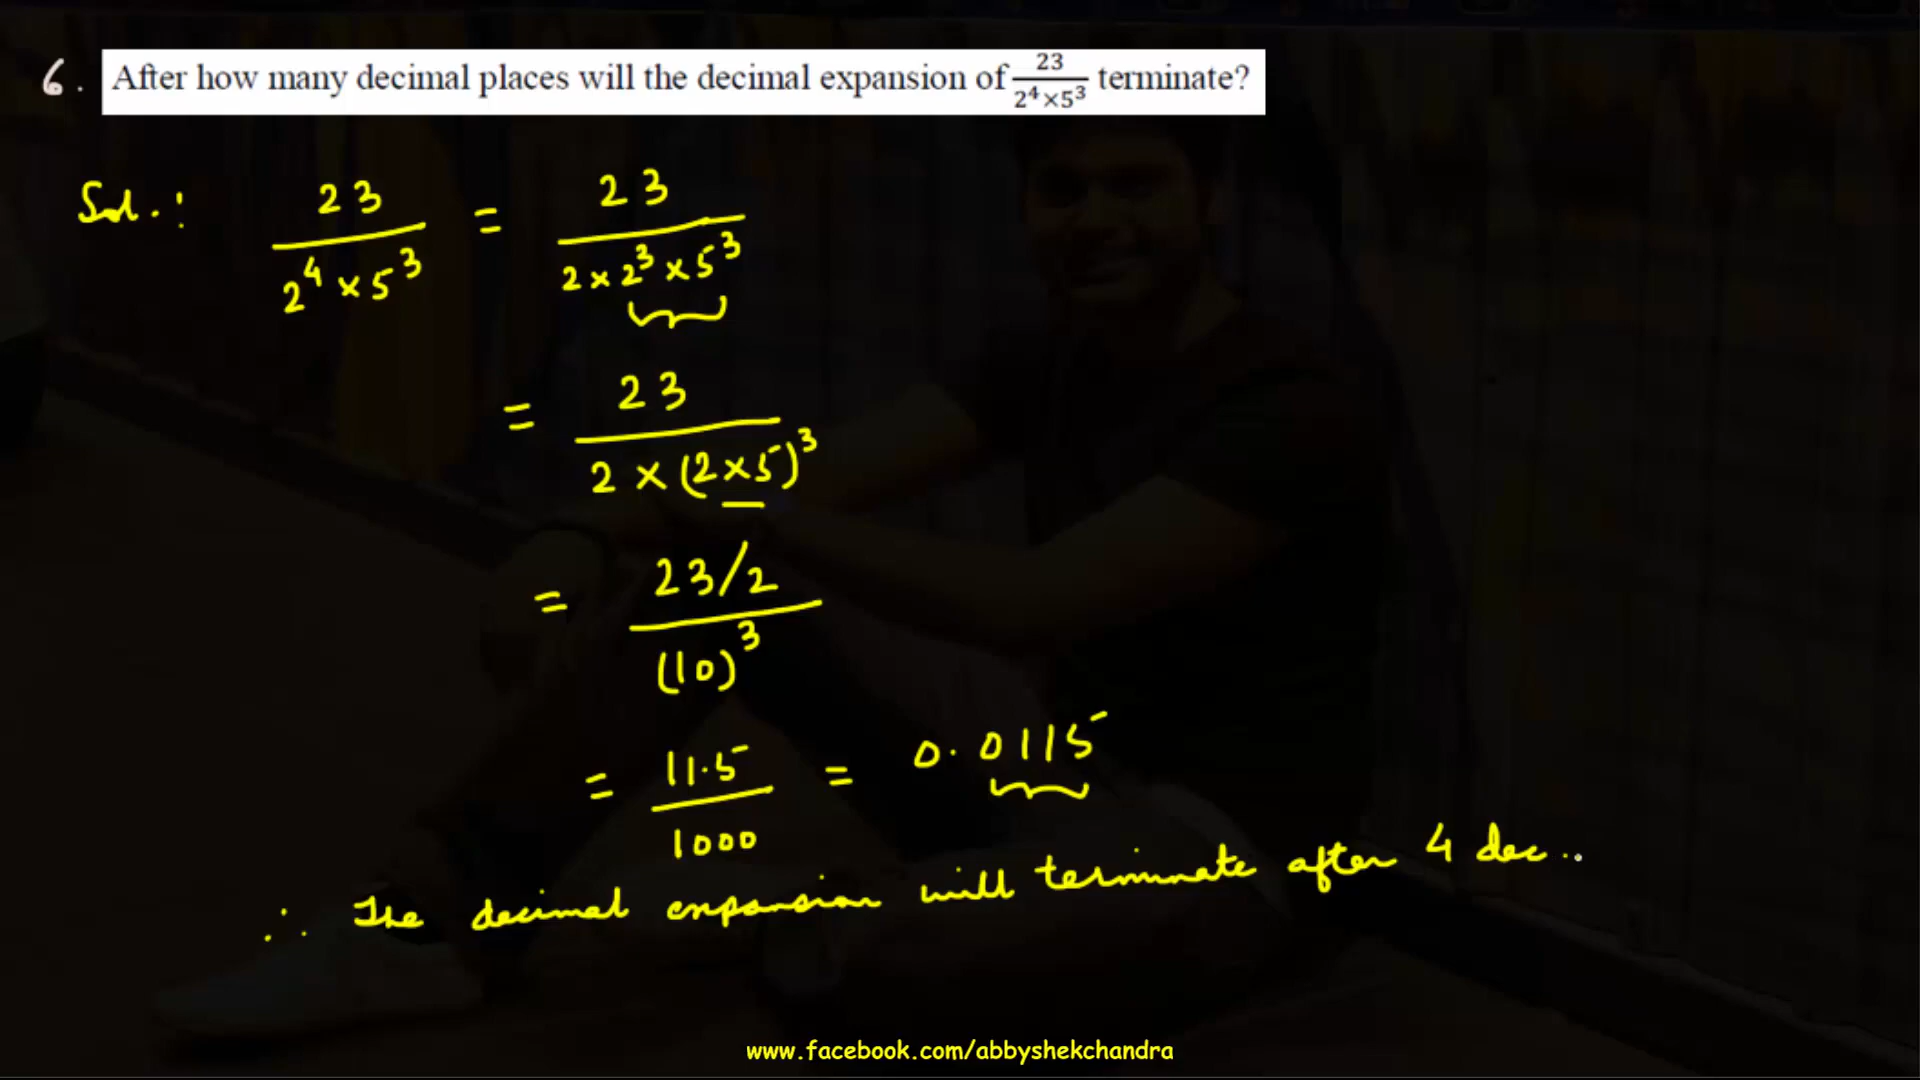 6. After how many decimal places will the decimal expansion of 23/(2⁴×5³) terminate?
Sol.: 23/(2⁴ × 5³) = 23/(2 × 2³ × 5³)
= 23/(2 × (2×5)³)
= (23/2)/(10)³
= 11.5/1000 = 0.0115
∴ The decimal expansion will terminate after 4 dec..
www.facebook.com/abbyshekchandra